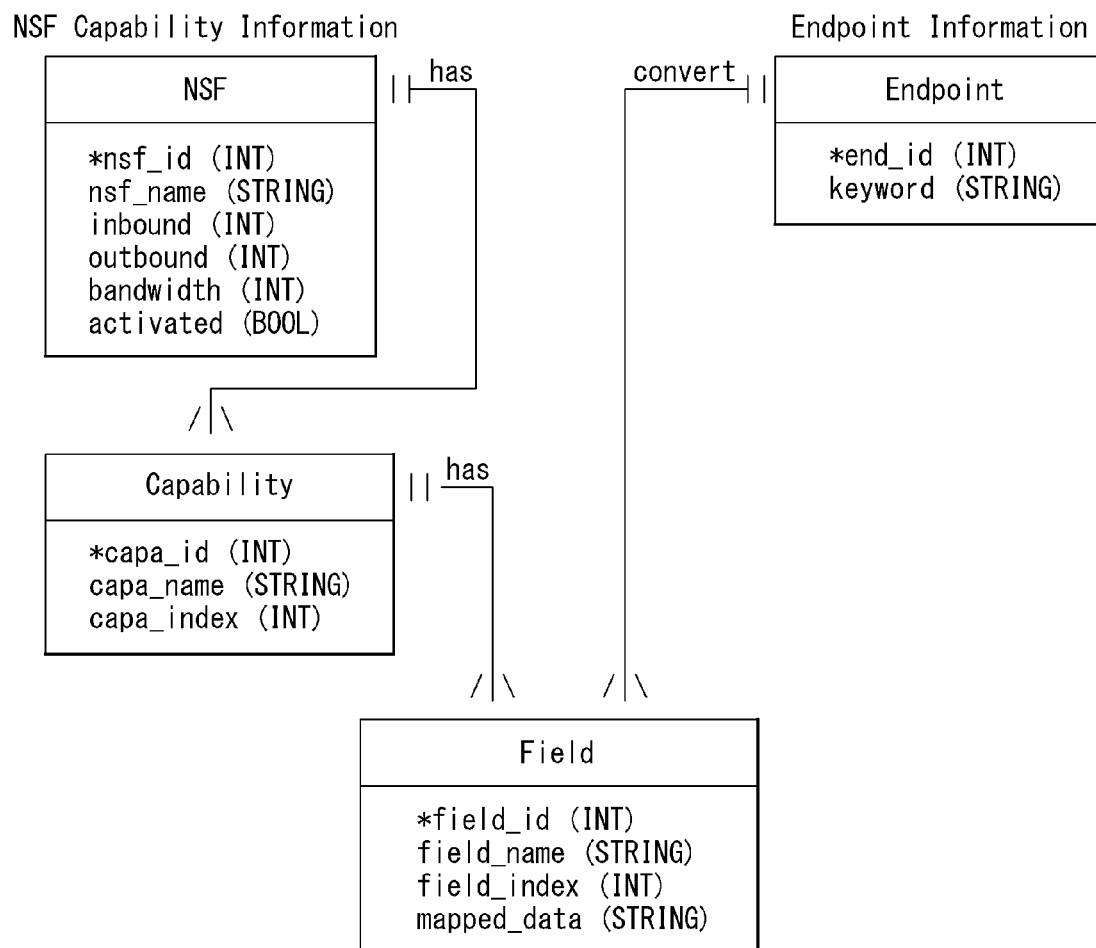 NSF Capability Information
NSF
*nsf_id (INT)
nsf_name (STRING)
inbound (INT)
outbound (INT)
bandwidth (INT)
activated (BOOL)
has
Endpoint Information
convert
Endpoint
*end_id (INT)
keyword (STRING)
Capability
*capa_id (INT)
capa_name (STRING)
capa_index (INT)
has
Field
*field_id (INT)
field_name (STRING)
field_index (INT)
mapped_data (STRING)